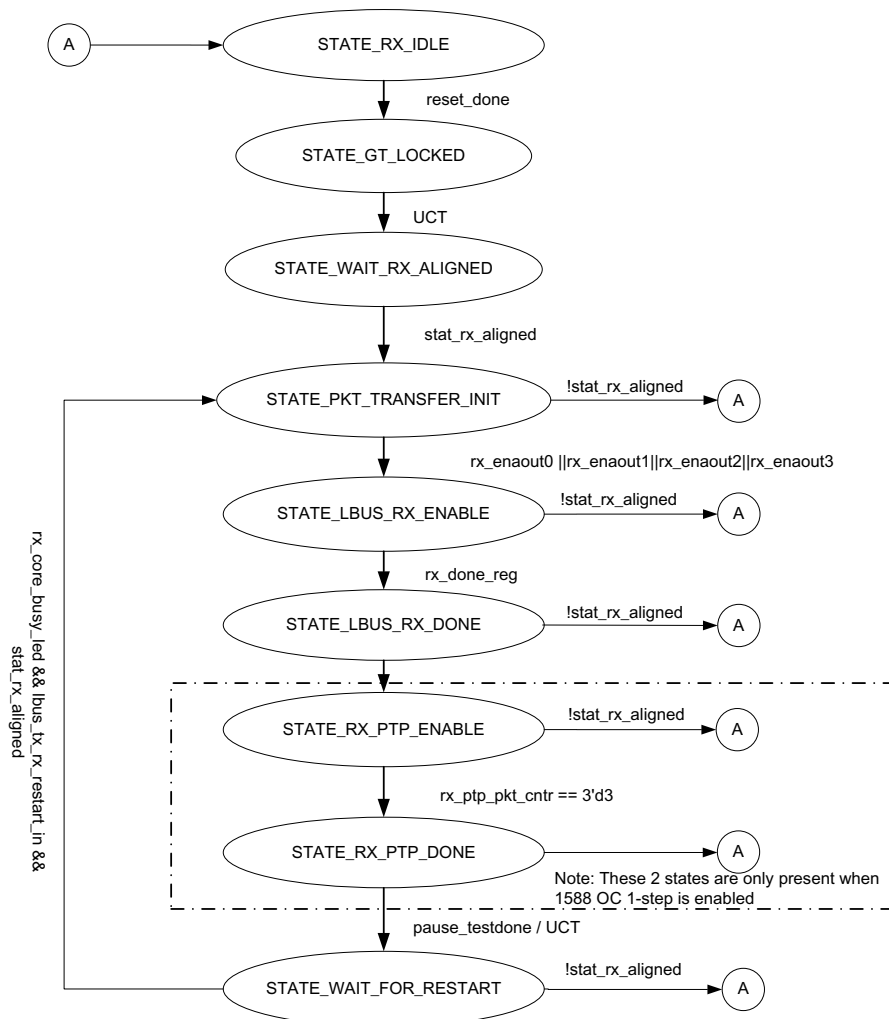 A
STATE_RX_IDLE
reset_done
STATE_GT_LOCKED
UCT
STATE_WAIT_RX_ALIGNED
stat_rx_aligned
STATE_PKT_TRANSFER_INIT
!stat_rx_aligned
A
rx_enaout0 ||rx_enaout1||rx_enaout2||rx_enaout3
STATE_LBUS_RX_ENABLE
!stat_rx_aligned
A
rx_done_reg
STATE_LBUS_RX_DONE
!stat_rx_aligned
A
rx_core_busy_led && lbus_tx_rx_restart_in &&
stat_rx_aligned
STATE_RX_PTP_ENABLE
!stat_rx_aligned
A
rx_ptp_pkt_cntr == 3'd3
STATE_RX_PTP_DONE
A
Note: These 2 states are only present when
1588 OC 1-step is enabled
pause_testdone / UCT
STATE_WAIT_FOR_RESTART
!stat_rx_aligned
A